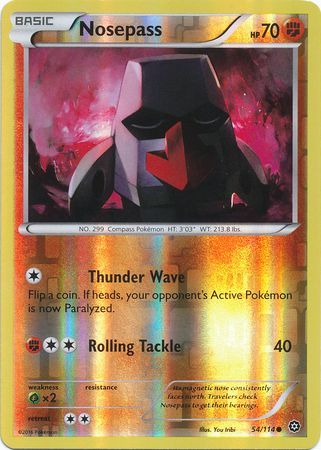 BASIC
Nosepass
HP 70
NO. 299 Compass Pokémon HT: 3'03" WT: 213.8 lbs.
Thunder Wave
Flip a coin. If heads, your opponent's Active Pokémon
is now Paralyzed.
Rolling Tackle 40
weakness resistance
×2
retreat
Its magnetic nose consistently
faces north. Travelers check
Nosepass to get their bearings.
©2016 Pokémon
Illus. You Iribi
54/114